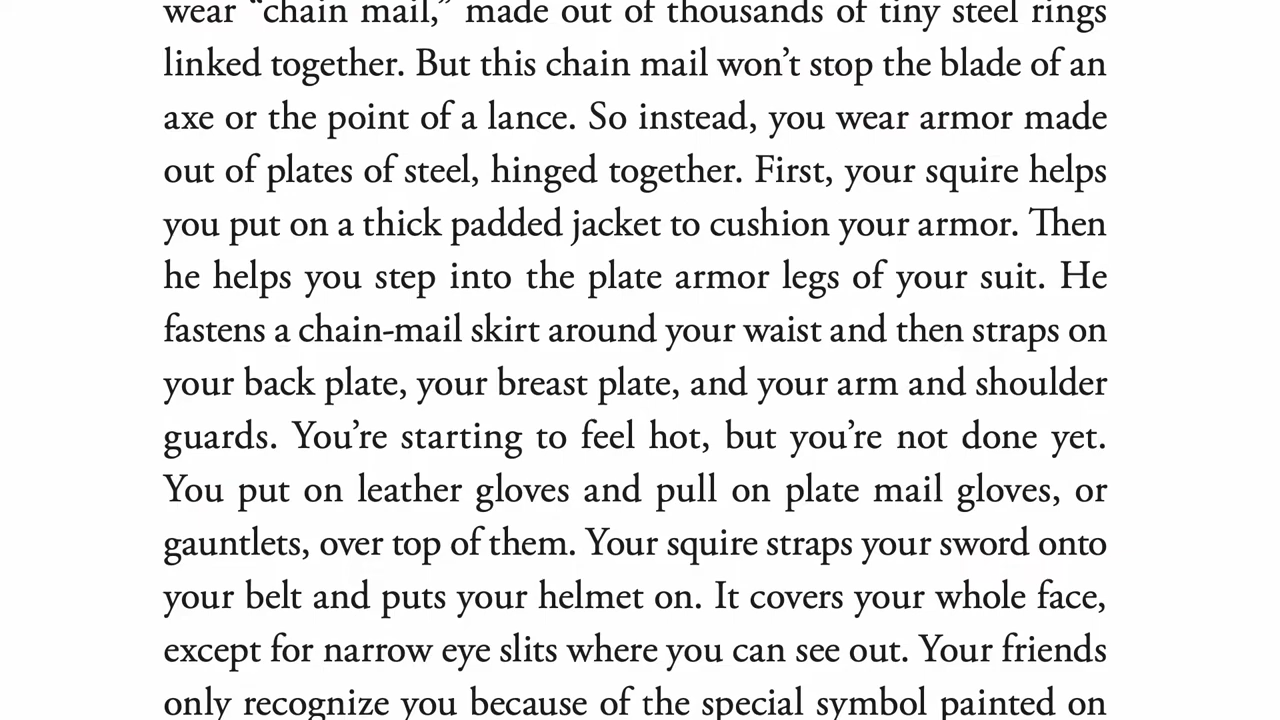 wear “chain mail,” made out of thousands of tiny steel rings
linked together. But this chain mail won’t stop the blade of an
axe or the point of a lance. So instead, you wear armor made
out of plates of steel, hinged together. First, your squire helps
you put on a thick padded jacket to cushion your armor. Then
he helps you step into the plate armor legs of your suit. He
fastens a chain-mail skirt around your waist and then straps on
your back plate, your breast plate, and your arm and shoulder
guards. You’re starting to feel hot, but you’re not done yet.
You put on leather gloves and pull on plate mail gloves, or
gauntlets, over top of them. Your squire straps your sword onto
your belt and puts your helmet on. It covers your whole face,
except for narrow eye slits where you can see out. Your friends
only recognize you because of the special symbol painted on